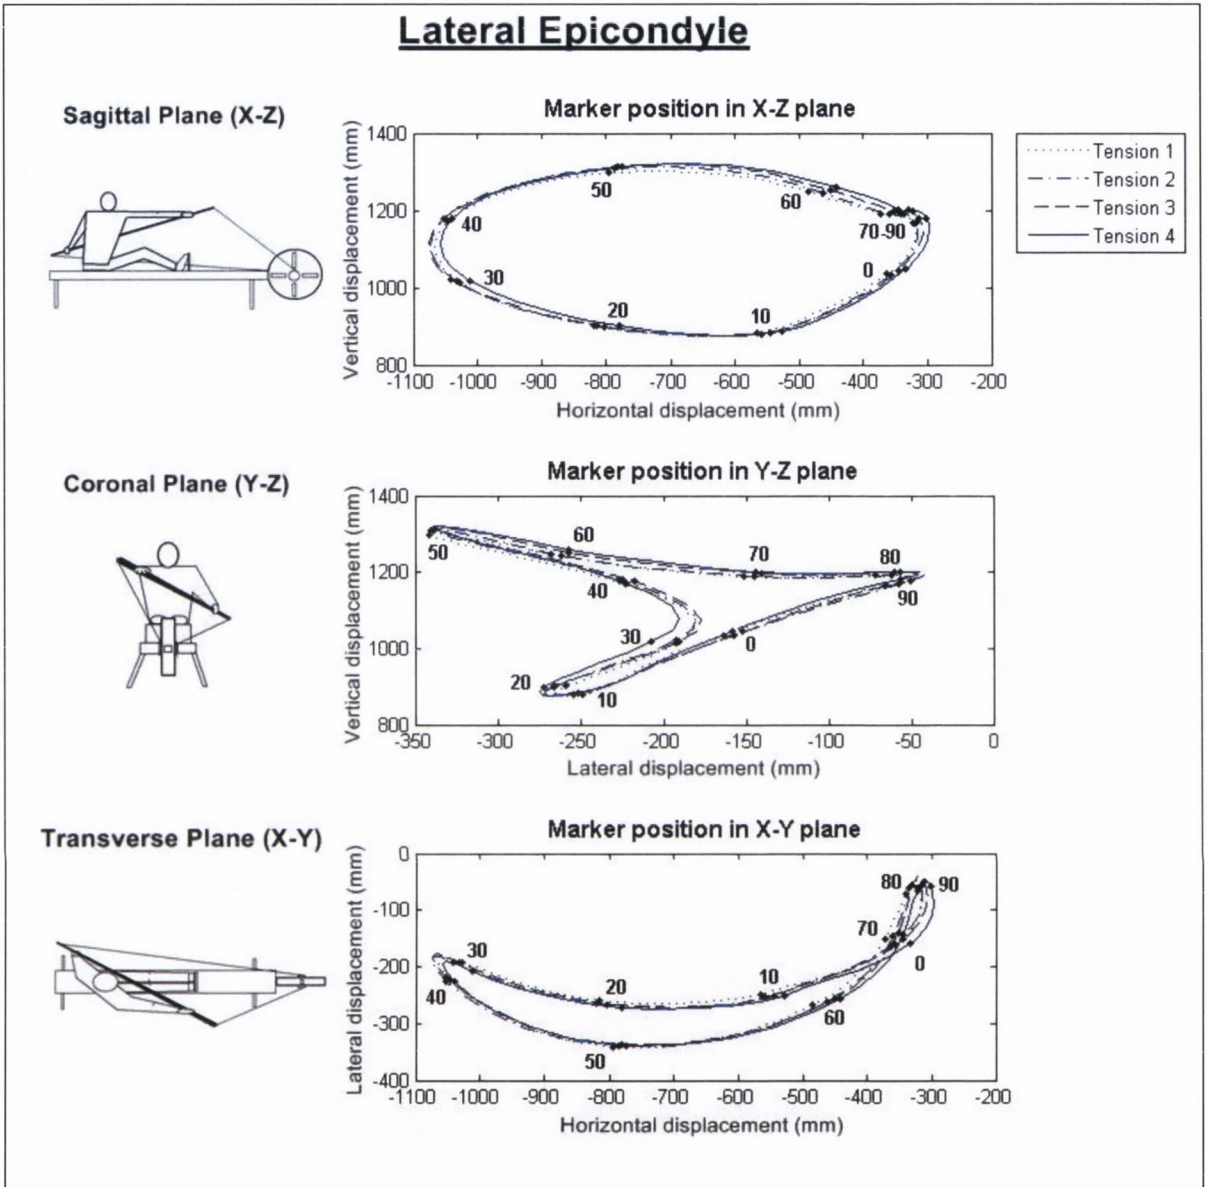 Lateral Epicondyle
Sagittal Plane (X-Z)
Marker position in X-Z plane
Vertical displacement (mm)
1400
1200
1000
800
50
60
40
70-90
30
0
20
10
-1100 -1000 -900 -800 -700 -600 -500 -400 -300 -200
Horizontal displacement (mm)
Tension 1
Tension 2
Tension 3
Tension 4
Coronal Plane (Y-Z)
Marker position in Y-Z plane
Vertical displacement (mm)
1400
1200
1000
800
50
60
70
80
40
90
30
0
20
10
-350 -300 -250 -200 -150 -100 -50 0
Lateral displacement (mm)
Transverse Plane (X-Y)
Marker position in X-Y plane
Lateral displacement (mm)
0
-100
-200
-300
-400
80
90
70
30
0
40
20
10
60
50
-1100 -1000 -900 -800 -700 -600 -500 -400 -300 -200
Horizontal displacement (mm)